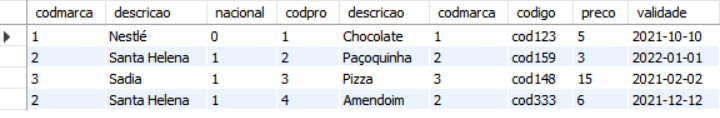 codmarca descricao nacional codpro descricao codmarca codigo preco validade
1 Nestlé 0 1 Chocolate 1 cod123 5 2021-10-10
2 Santa Helena 1 2 Paçoquinha 2 cod159 3 2022-01-01
3 Sadia 1 3 Pizza 3 cod148 15 2021-02-02
2 Santa Helena 1 4 Amendoim 2 cod333 6 2021-12-12